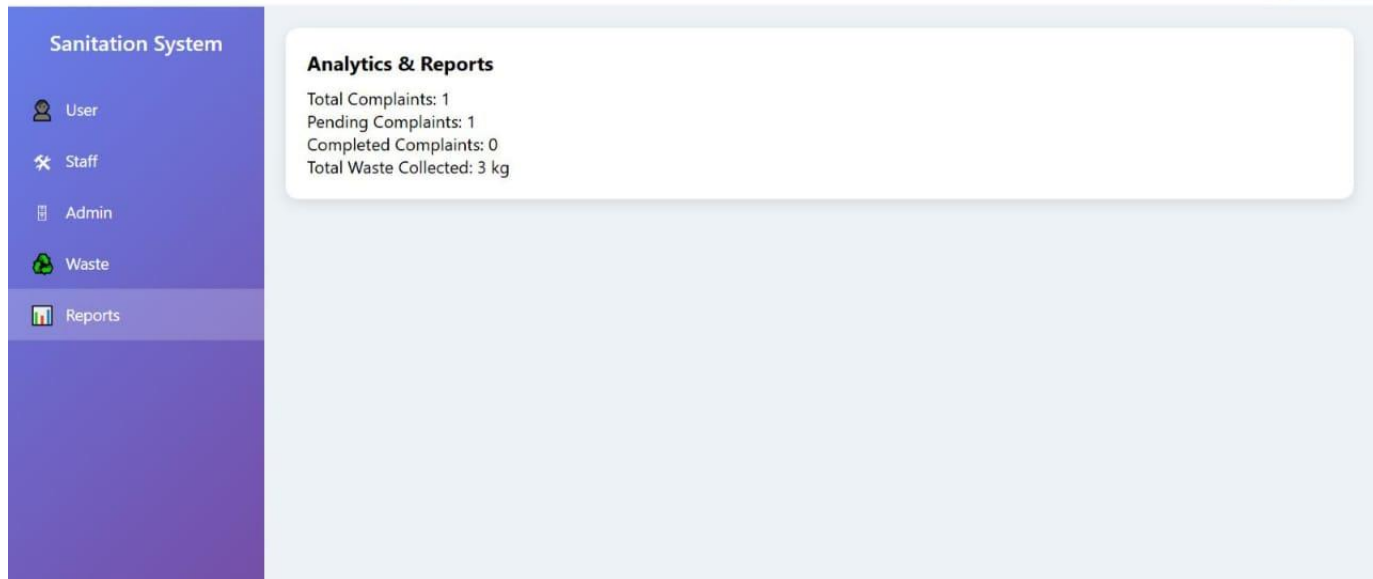 Sanitation System
User
Staff
Admin
Waste
Reports
Analytics & Reports
Total Complaints: 1
Pending Complaints: 1
Completed Complaints: 0
Total Waste Collected: 3 kg